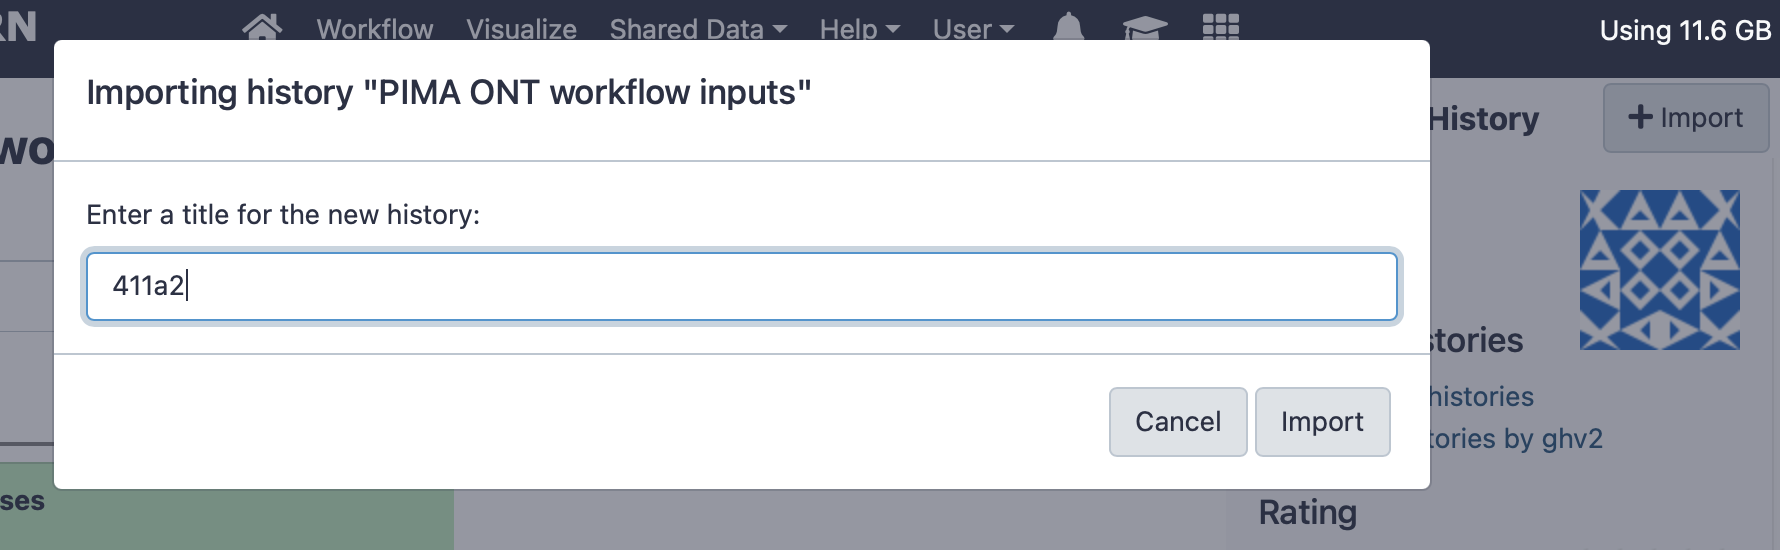 RN Workflow Visualize Shared Data Help User Using 11.6 GB
Importing history "PIMA ONT workflow inputs"
History
Import
wo
Enter a title for the new history:
411a2
stories
histories
tories by ghv2
Cancel Import
ses
Rating